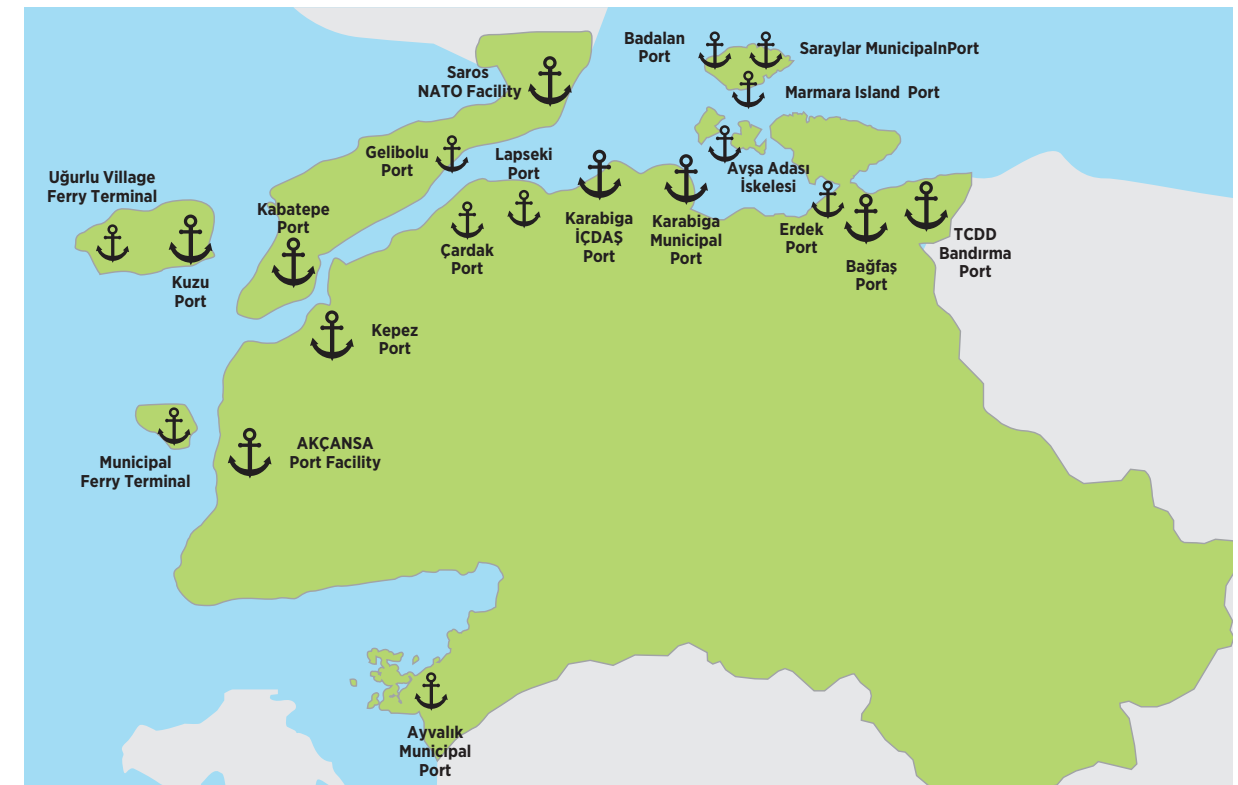 Badalan
Port
Saraylar MunicipalnPort
Marmara Island  Port
Saros
NATO Facility
Gelibolu
Port
Lapseki
Port
Avşa Adası
İskelesi
Uğurlu Village
Ferry Terminal
Kabatepe
Port
Kuzu
Port
Çardak
Port
Karabiga
İÇDAŞ
Port
Karabiga
Municipal
Port
Erdek
Port
Bağfaş
Port
TCDD
Bandırma
Port
Kepez
Port
AKÇANSA
Port Facility
Municipal
Ferry Terminal
Ayvalık
Municipal
Port